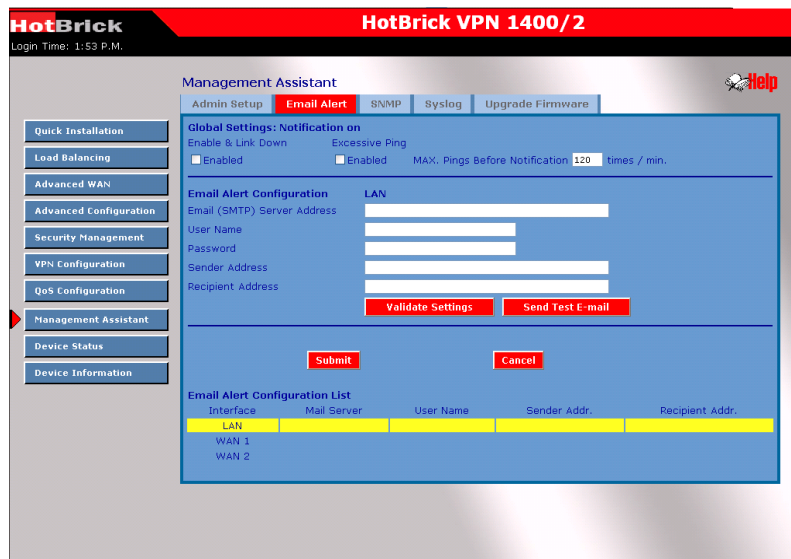 HotBrick
HotBrick VPN 1400/2
Login Time: 1:53 P.M.
Management Assistant
Help
Admin Setup Email Alert SNMP Syslog Upgrade Firmware
Quick Installation
Load Balancing
Advanced WAN
Advanced Configuration
Security Management
VPN Configuration
QoS Configuration
Management Assistant
Device Status
Device Information
Global Settings: Notification on
Enable & Link Down Excessive Ping
Enabled Enabled MAX. Pings Before Notification 120 times / min.
Email Alert Configuration LAN
Email (SMTP) Server Address
User Name
Password
Sender Address
Recipient Address
Validate Settings Send Test E-mail
Submit Cancel
Email Alert Configuration List
Interface Mail Server User Name Sender Addr. Recipient Addr.
LAN
WAN 1
WAN 2